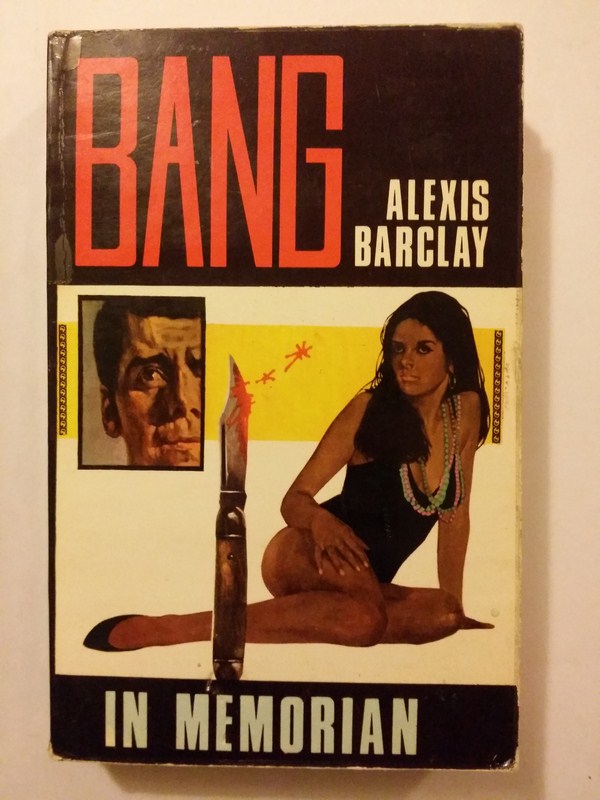 BANG
ALEXIS
BARCLAY
IN MEMORIAN